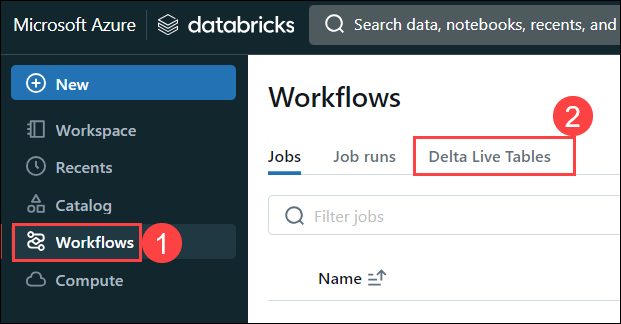 Microsoft Azure databricks Search data, notebooks, recents, and
New
Workspace
Recents
Catalog
Workflows 1
Compute
Workflows
2
Jobs Job runs Delta Live Tables
Filter jobs
Name